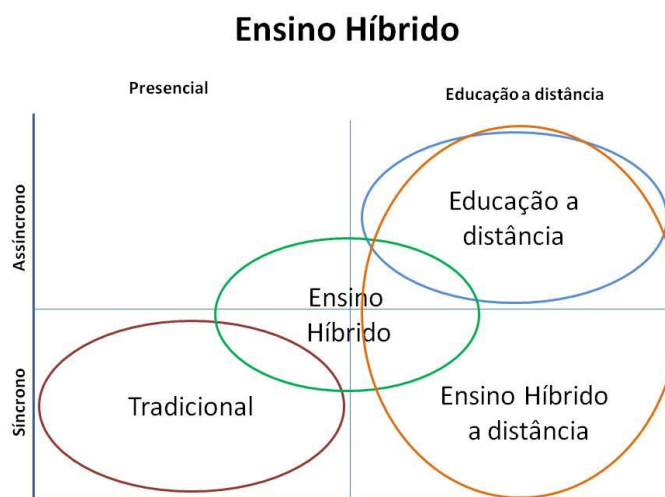 Ensino Híbrido
Presencial
Educação a distância
Assíncrono
Educação a
distância
Ensino
Híbrido
Síncrono
Tradicional
Ensino Híbrido
a distância